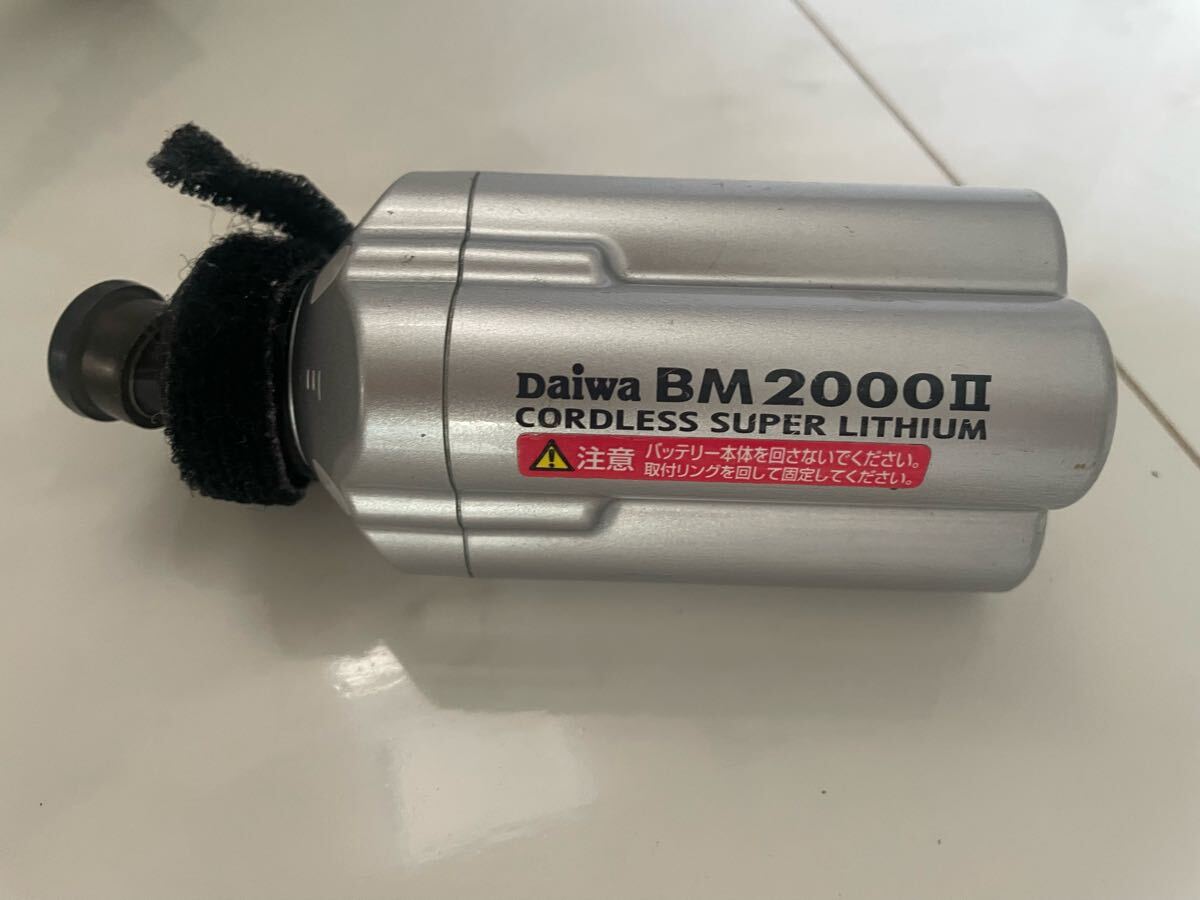 Daiwa BM2000II
CORDLESS SUPER LITHIUM
注意 バッテリー本体を回さないでください。
取付リングを回して固定してください。